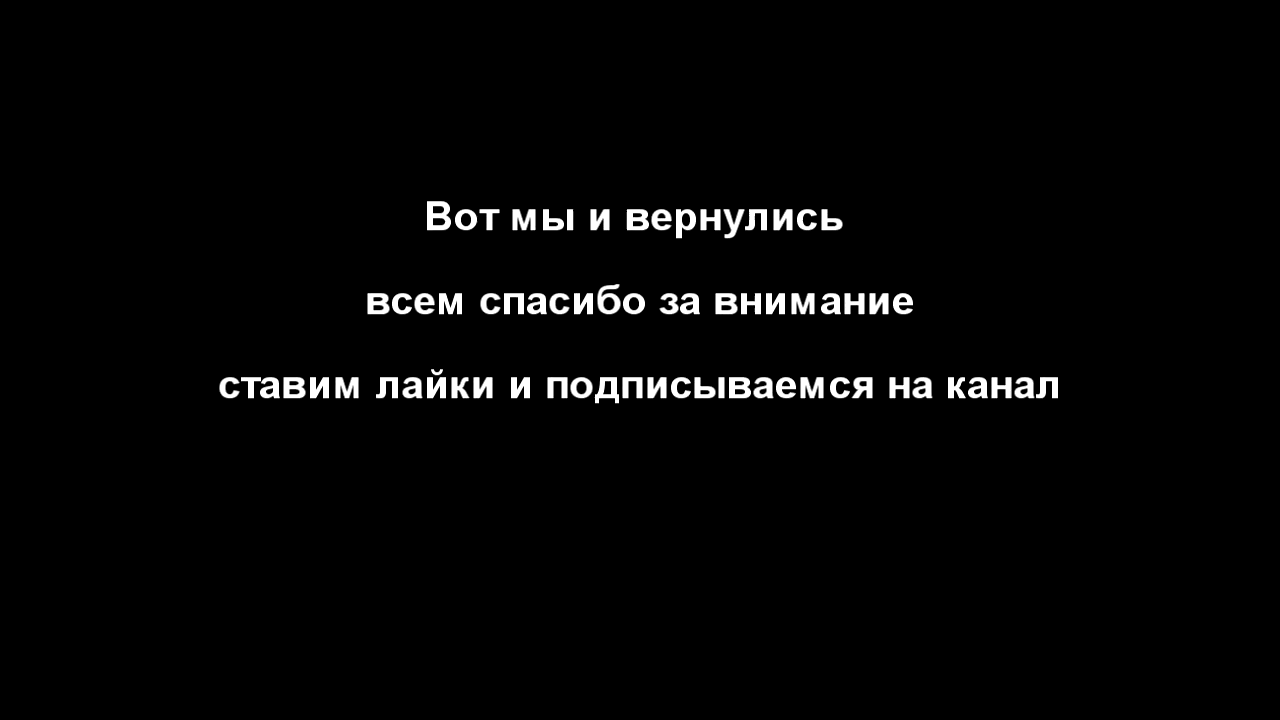 Вот мы и вернулись
всем спасибо за внимание
ставим лайки и подписываемся на канал